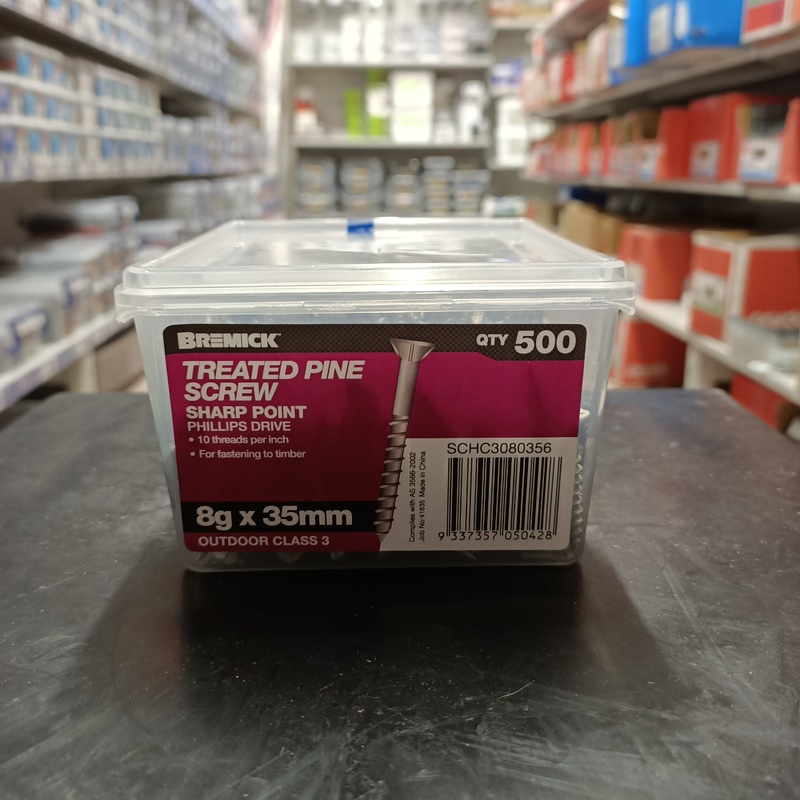 BREMICK
QTY 500
TREATED PINE
SCREW
SHARP POINT
PHILLIPS DRIVE
• 10 threads per inch
• For fastening to timber
8g x 35mm
OUTDOOR CLASS 3
Complies with AS 3566-2002
Job No:41835 Made in China
SCHC3080356
9 337357 050428